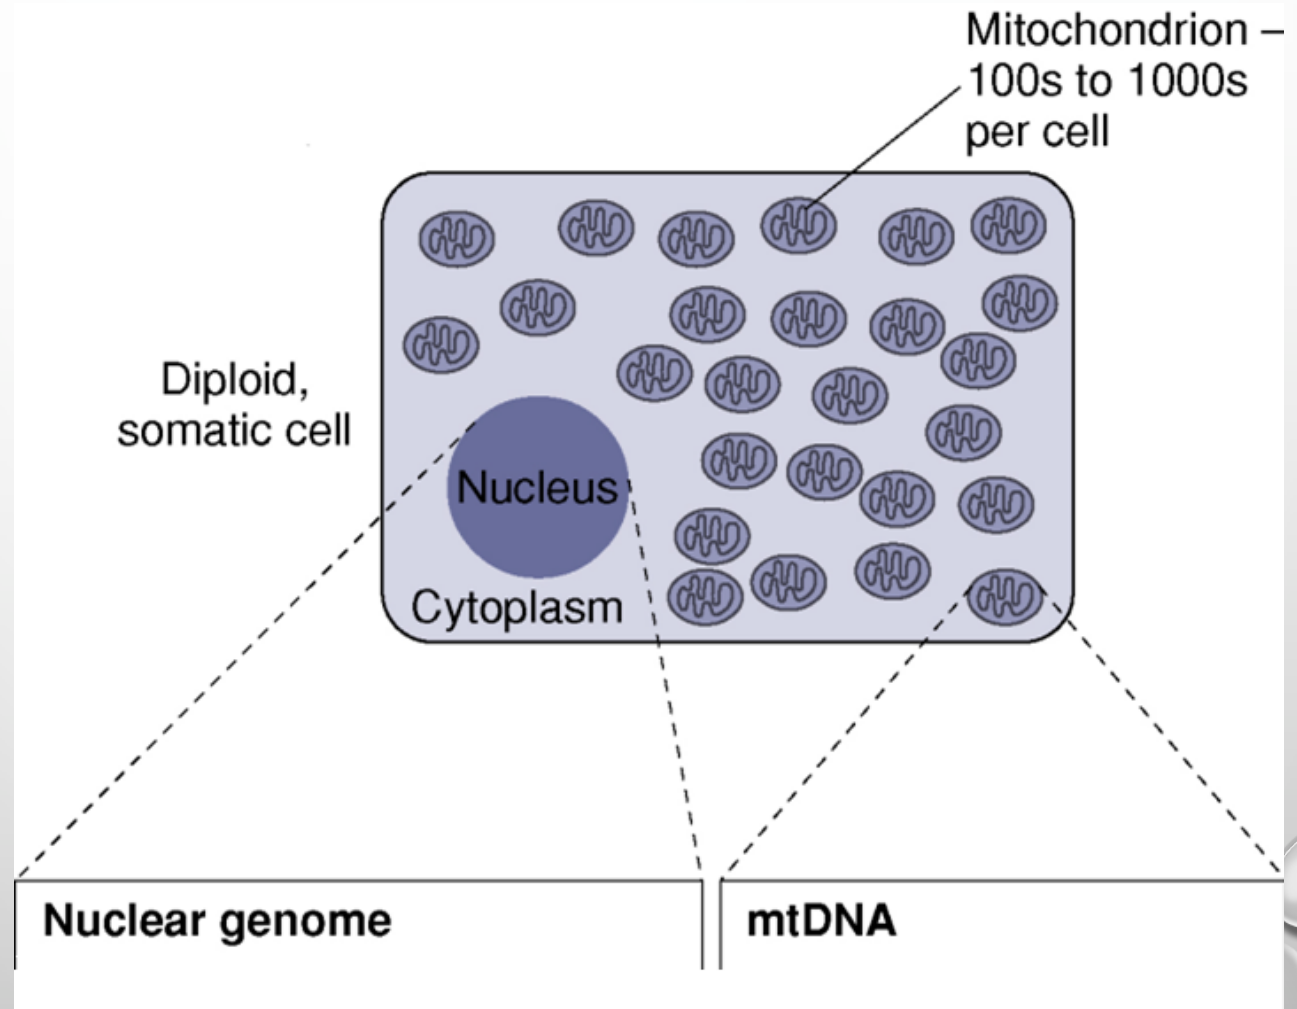 Mitochondrion –
100s to 1000s
per cell
Diploid,
somatic cell
Nucleus
Cytoplasm
Nuclear genome
mtDNA